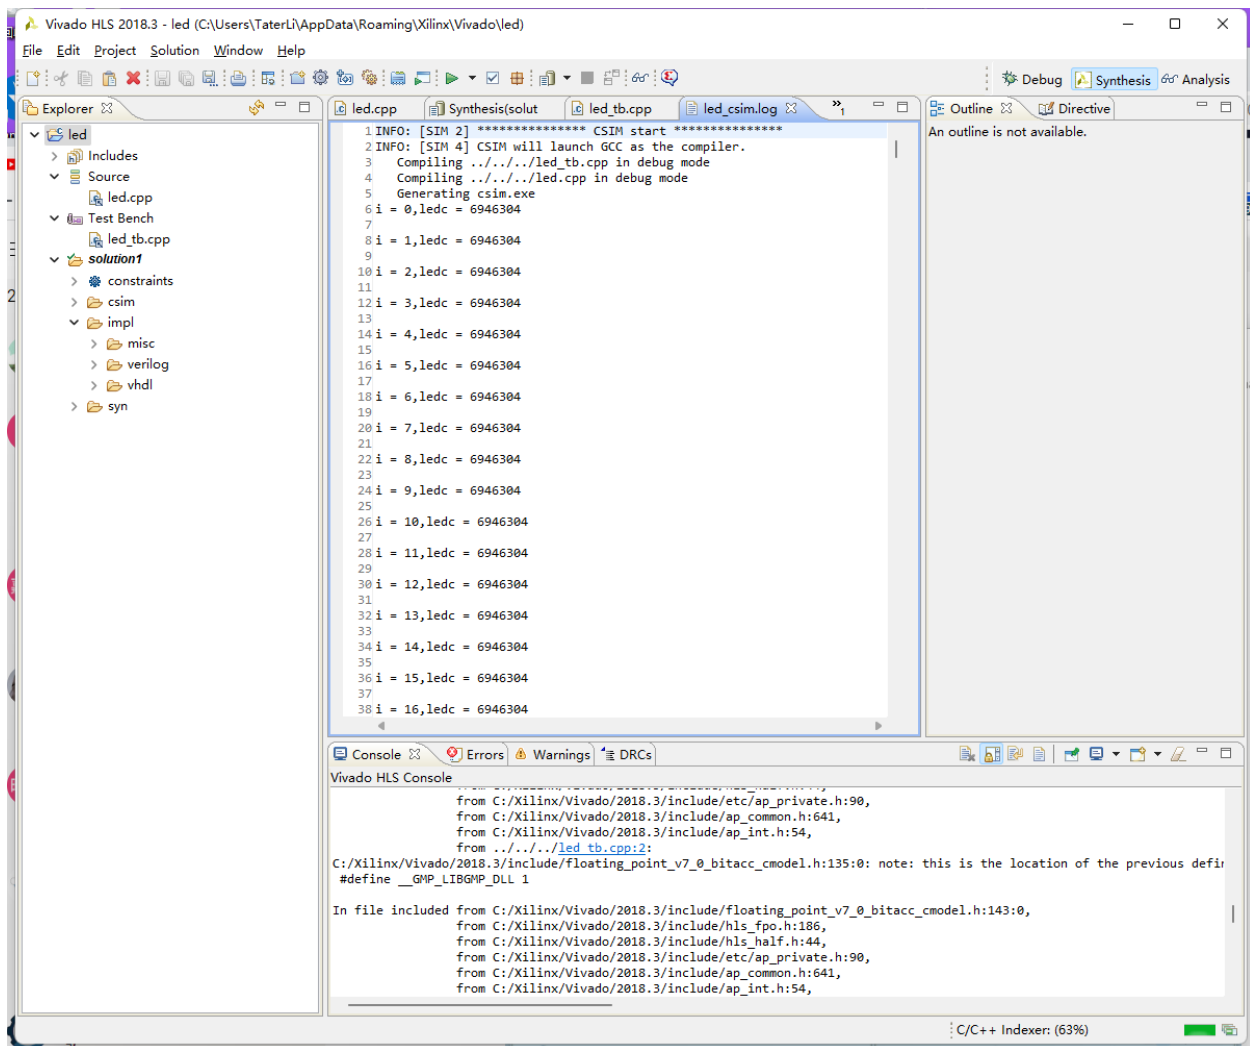 Vivado HLS 2018.3 - led (C:\Users\TaterLi\AppData\Roaming\Xilinx\Vivado\led)
File Edit Project Solution Window Help
Debug Synthesis Analysis
Explorer
led
Includes
Source
led.cpp
Test Bench
led_tb.cpp
solution1
constraints
csim
impl
misc
verilog
vhdl
syn
led.cpp Synthesis(solut led_tb.cpp led_csim.log »1
1 INFO: [SIM 2] *************** CSIM start ***************
2 INFO: [SIM 4] CSIM will launch GCC as the compiler.
3 Compiling ../../../led_tb.cpp in debug mode
4 Compiling ../../../led.cpp in debug mode
5 Generating csim.exe
6 i = 0,ledc = 6946304
7
8 i = 1,ledc = 6946304
9
10 i = 2,ledc = 6946304
11
12 i = 3,ledc = 6946304
13
14 i = 4,ledc = 6946304
15
16 i = 5,ledc = 6946304
17
18 i = 6,ledc = 6946304
19
20 i = 7,ledc = 6946304
21
22 i = 8,ledc = 6946304
23
24 i = 9,ledc = 6946304
25
26 i = 10,ledc = 6946304
27
28 i = 11,ledc = 6946304
29
30 i = 12,ledc = 6946304
31
32 i = 13,ledc = 6946304
33
34 i = 14,ledc = 6946304
35
36 i = 15,ledc = 6946304
37
38 i = 16,ledc = 6946304
Outline Directive
An outline is not available.
Console Errors Warnings DRCs
Vivado HLS Console
from C:/Xilinx/Vivado/2018.3/include/etc/ap_private.h:90,
from C:/Xilinx/Vivado/2018.3/include/ap_common.h:641,
from C:/Xilinx/Vivado/2018.3/include/ap_int.h:54,
from ../../../led_tb.cpp:2:
C:/Xilinx/Vivado/2018.3/include/floating_point_v7_0_bitacc_cmodel.h:135:0: note: this is the location of the previous defin
#define __GMP_LIBGMP_DLL 1
In file included from C:/Xilinx/Vivado/2018.3/include/floating_point_v7_0_bitacc_cmodel.h:143:0,
from C:/Xilinx/Vivado/2018.3/include/hls_fpo.h:186,
from C:/Xilinx/Vivado/2018.3/include/hls_half.h:44,
from C:/Xilinx/Vivado/2018.3/include/etc/ap_private.h:90,
from C:/Xilinx/Vivado/2018.3/include/ap_common.h:641,
from C:/Xilinx/Vivado/2018.3/include/ap_int.h:54,
C/C++ Indexer: (63%)